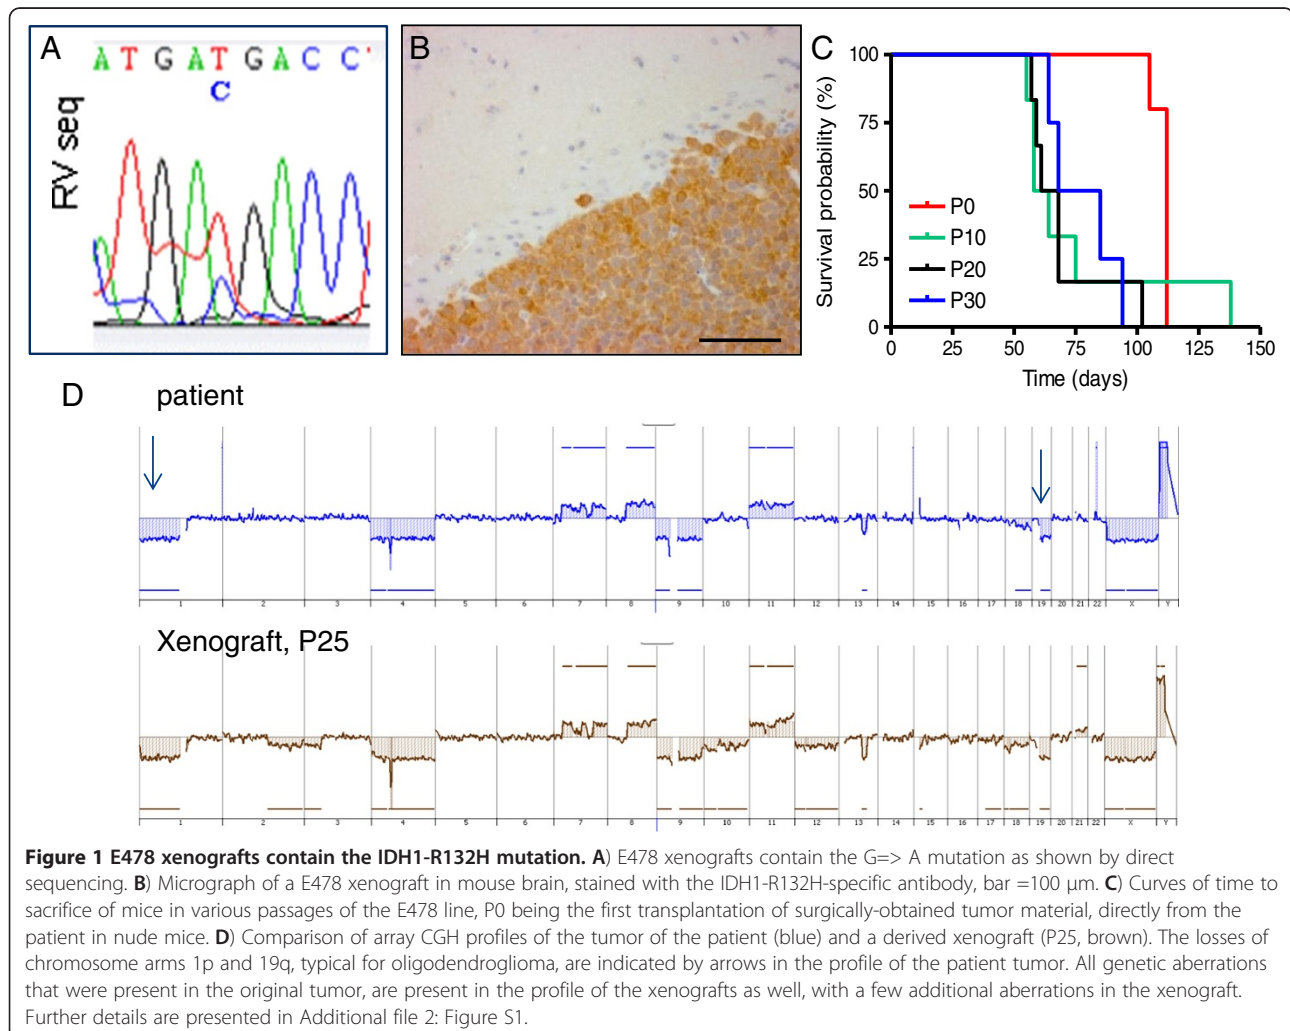 A
ATGATGACC
C
RV seq
B
C
100
75
50
25
0
Survival probability (%)
P0
P10
P20
P30
0 25 50 75 100 125 150
Time (days)
D patient
1 2 3 4 5 6 7 8 9 10 11 12 13 14 15 16 17 18 19 20 21 22 X Y
Xenograft, P25
1 2 3 4 5 6 7 8 9 10 11 12 13 14 15 16 17 18 19 20 21 22 X Y
Figure 1 E478 xenografts contain the IDH1-R132H mutation. A) E478 xenografts contain the G=> A mutation as shown by direct
sequencing. B) Micrograph of a E478 xenograft in mouse brain, stained with the IDH1-R132H-specific antibody, bar =100 μm. C) Curves of time to
sacrifice of mice in various passages of the E478 line, P0 being the first transplantation of surgically-obtained tumor material, directly from the
patient in nude mice. D) Comparison of array CGH profiles of the tumor of the patient (blue) and a derived xenograft (P25, brown). The losses of
chromosome arms 1p and 19q, typical for oligodendroglioma, are indicated by arrows in the profile of the patient tumor. All genetic aberrations
that were present in the original tumor, are present in the profile of the xenografts as well, with a few additional aberrations in the xenograft.
Further details are presented in Additional file 2: Figure S1.